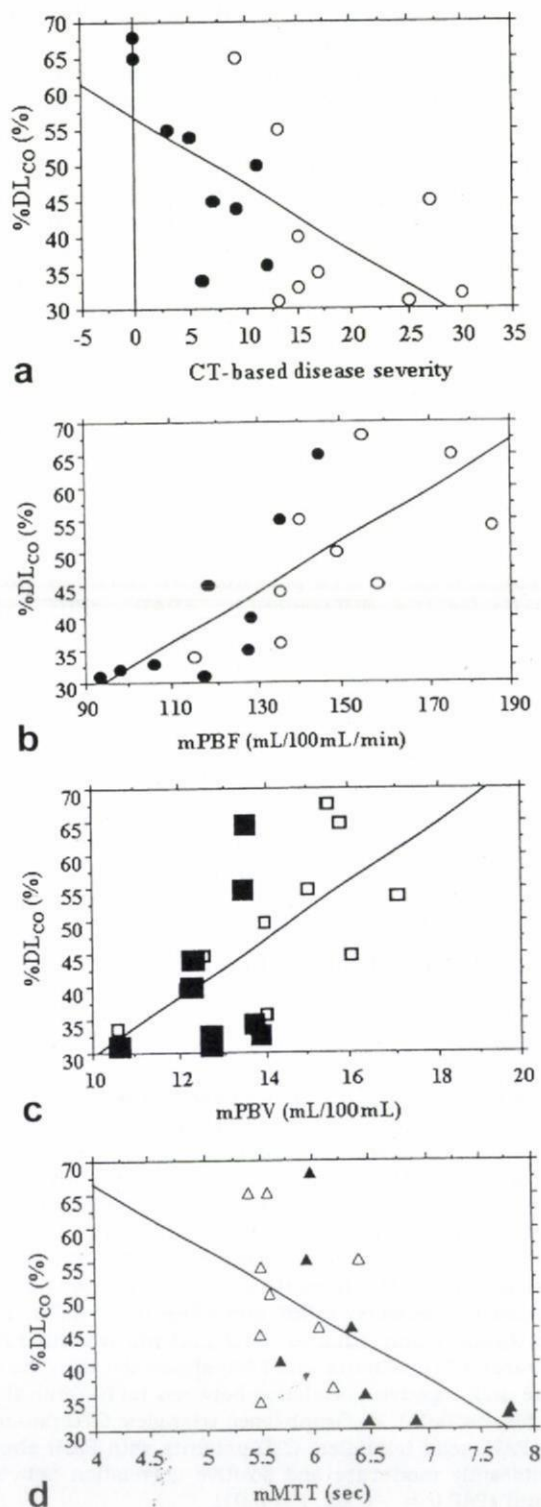 70
65
60
55
50
45
40
35
30
%DLCO (%)
-5 0 5 10 15 20 25 30 35
CT-based disease severity
a
70
65
60
55
50
45
40
35
30
%DLCO (%)
90 110 130 150 170 190
mPBF (mL/100mL/min)
b
70
65
60
55
50
45
40
35
30
%DLCO (%)
10 12 14 16 18 20
mPBV (mL/100mL)
c
70
65
60
55
50
45
40
35
30
%DLCO (%)
4 4.5 5 5.5 6 6.5 7 7.5 8
mMTT (sec)
d